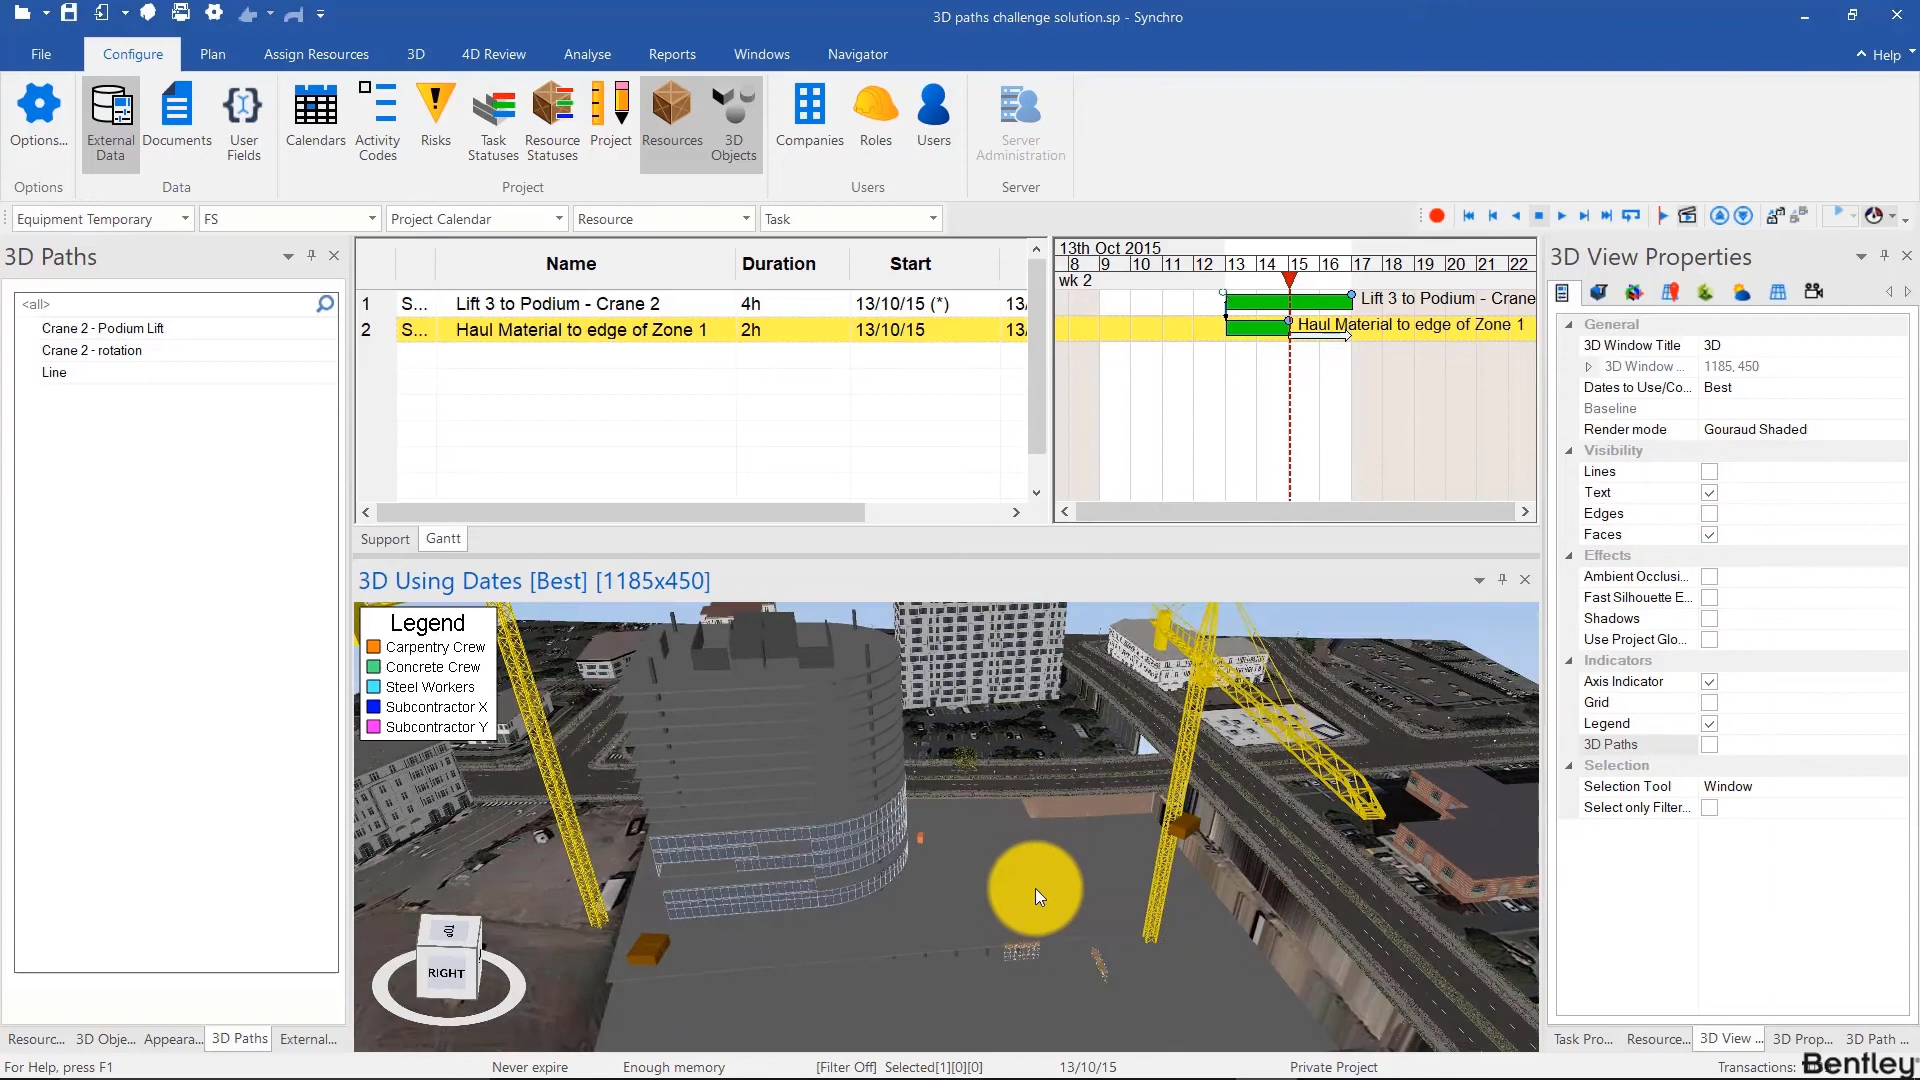 3D paths challenge solution.sp - Synchro
File Configure Plan Assign Resources 3D 4D Review Analyse Reports Windows Navigator Help
Options... External Data Documents User Fields Calendars Activity Codes Risks Task Statuses Resource Statuses Project Resources 3D Objects Companies Roles Users Server Administration
Options Data Project Users Server
Equipment Temporary FS Project Calendar Resource Task
3D Paths
<all>
Crane 2 - Podium Lift
Crane 2 - rotation
Line
Name Duration Start
1 S... Lift 3 to Podium - Crane 2 4h 13/10/15 (*) 13/
2 S... Haul Material to edge of Zone 1 2h 13/10/15 13/
13th Oct 2015
8 9 10 11 12 13 14 15 16 17 18 19 20 21 22
wk 2
Lift 3 to Podium - Crane
Haul Material to edge of Zone 1
Support Gantt
3D Using Dates [Best] [1185x450]
Legend
Carpentry Crew
Concrete Crew
Steel Workers
Subcontractor X
Subcontractor Y
TOP
RIGHT
3D View Properties
General
3D Window Title 3D
3D Window ... 1185, 450
Dates to Use/Co... Best
Baseline
Render mode Gouraud Shaded
Visibility
Lines
Text
Edges
Faces
Effects
Ambient Occlusi...
Fast Silhouette E...
Shadows
Use Project Glo...
Indicators
Axis Indicator
Grid
Legend
3D Paths
Selection
Selection Tool Window
Select only Filter...
Resourc... 3D Obje... Appeara... 3D Paths External...
Task Pro... Resource... 3D View ... 3D Prop... 3D Path ...
For Help, press F1 Never expire Enough memory [Filter Off] Selected[1][0][0] 13/10/15 Private Project Transactions:
Bentley